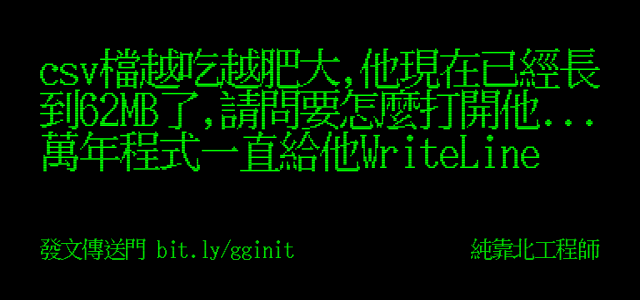 csv檔越吃越肥大,他現在已經長
到62MB了,請問要怎麼打開他...
萬年程式一直給他WriteLine
發文傳送門 bit.ly/gginit
純靠北工程師